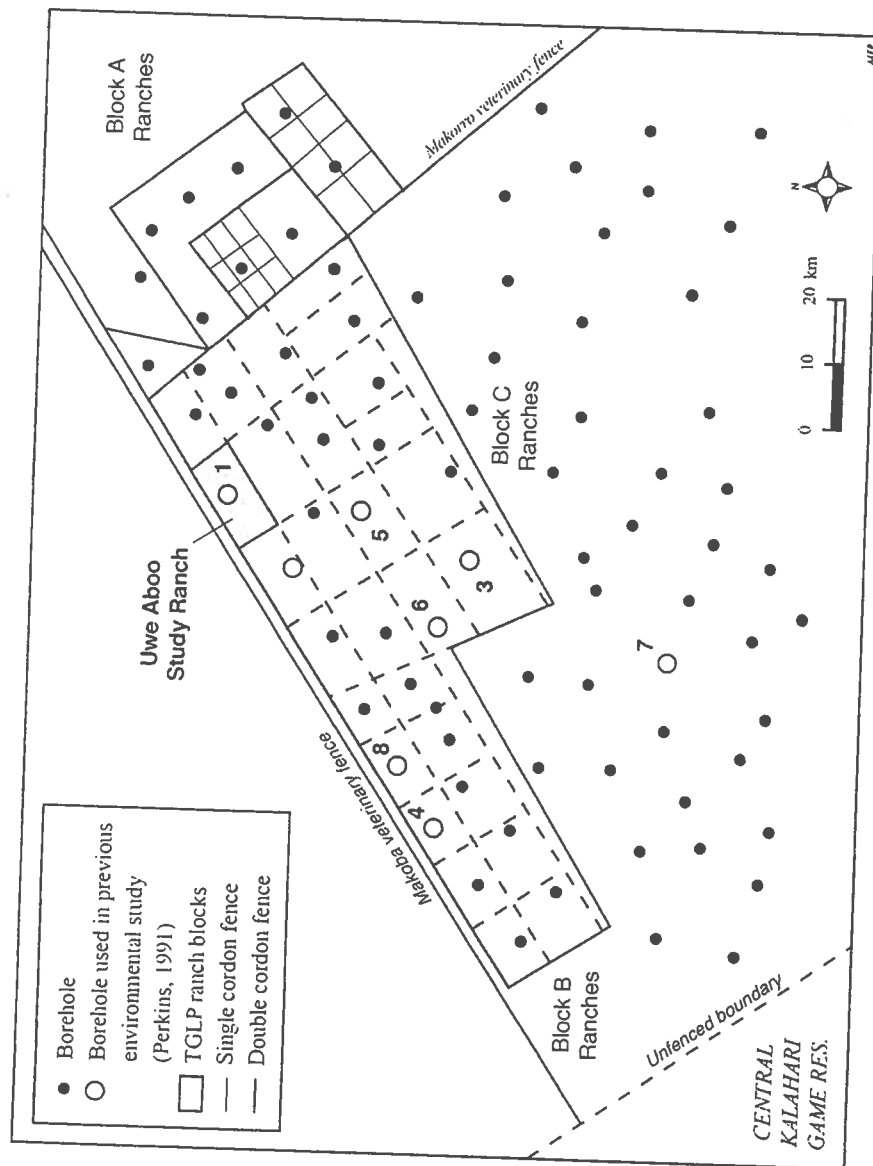 Borehole
Borehole used in previous
environmental study
(Perkins, 1991)
TGLP ranch blocks
Single cordon fence
Double cordon fence
Block A
Ranches
Makorro veterinary fence
Uwe Aboo
Study Ranch
1
5
6
3
8
4
7
Makoba veterinary fence
Block C
Ranches
Block B
Ranches
Unfenced boundary
CENTRAL
KALAHARI
GAME RES.
0 10 20 km
N